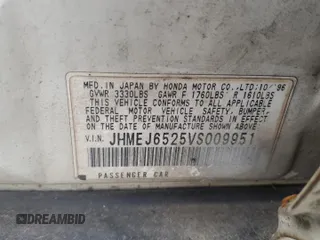 MFD. IN JAPAN BY HONDA MOTOR CO.,LTD:10/96
GVWR 3330LBS GAWR F 1760LBS R 1610LBS
THIS VEHICLE CONFORMS TO ALL APPLICABLE
FEDERAL MOTOR VEHICLE SAFETY, BUMPER,
AND THEFT PREVENTION STANDARDS IN EFFECT
ON THE DATE OF MANUFACTURE SHOWN ABOVE.
V.I.N: JHMEJ6525VS009951
PASSENGER CAR
DREAMBID